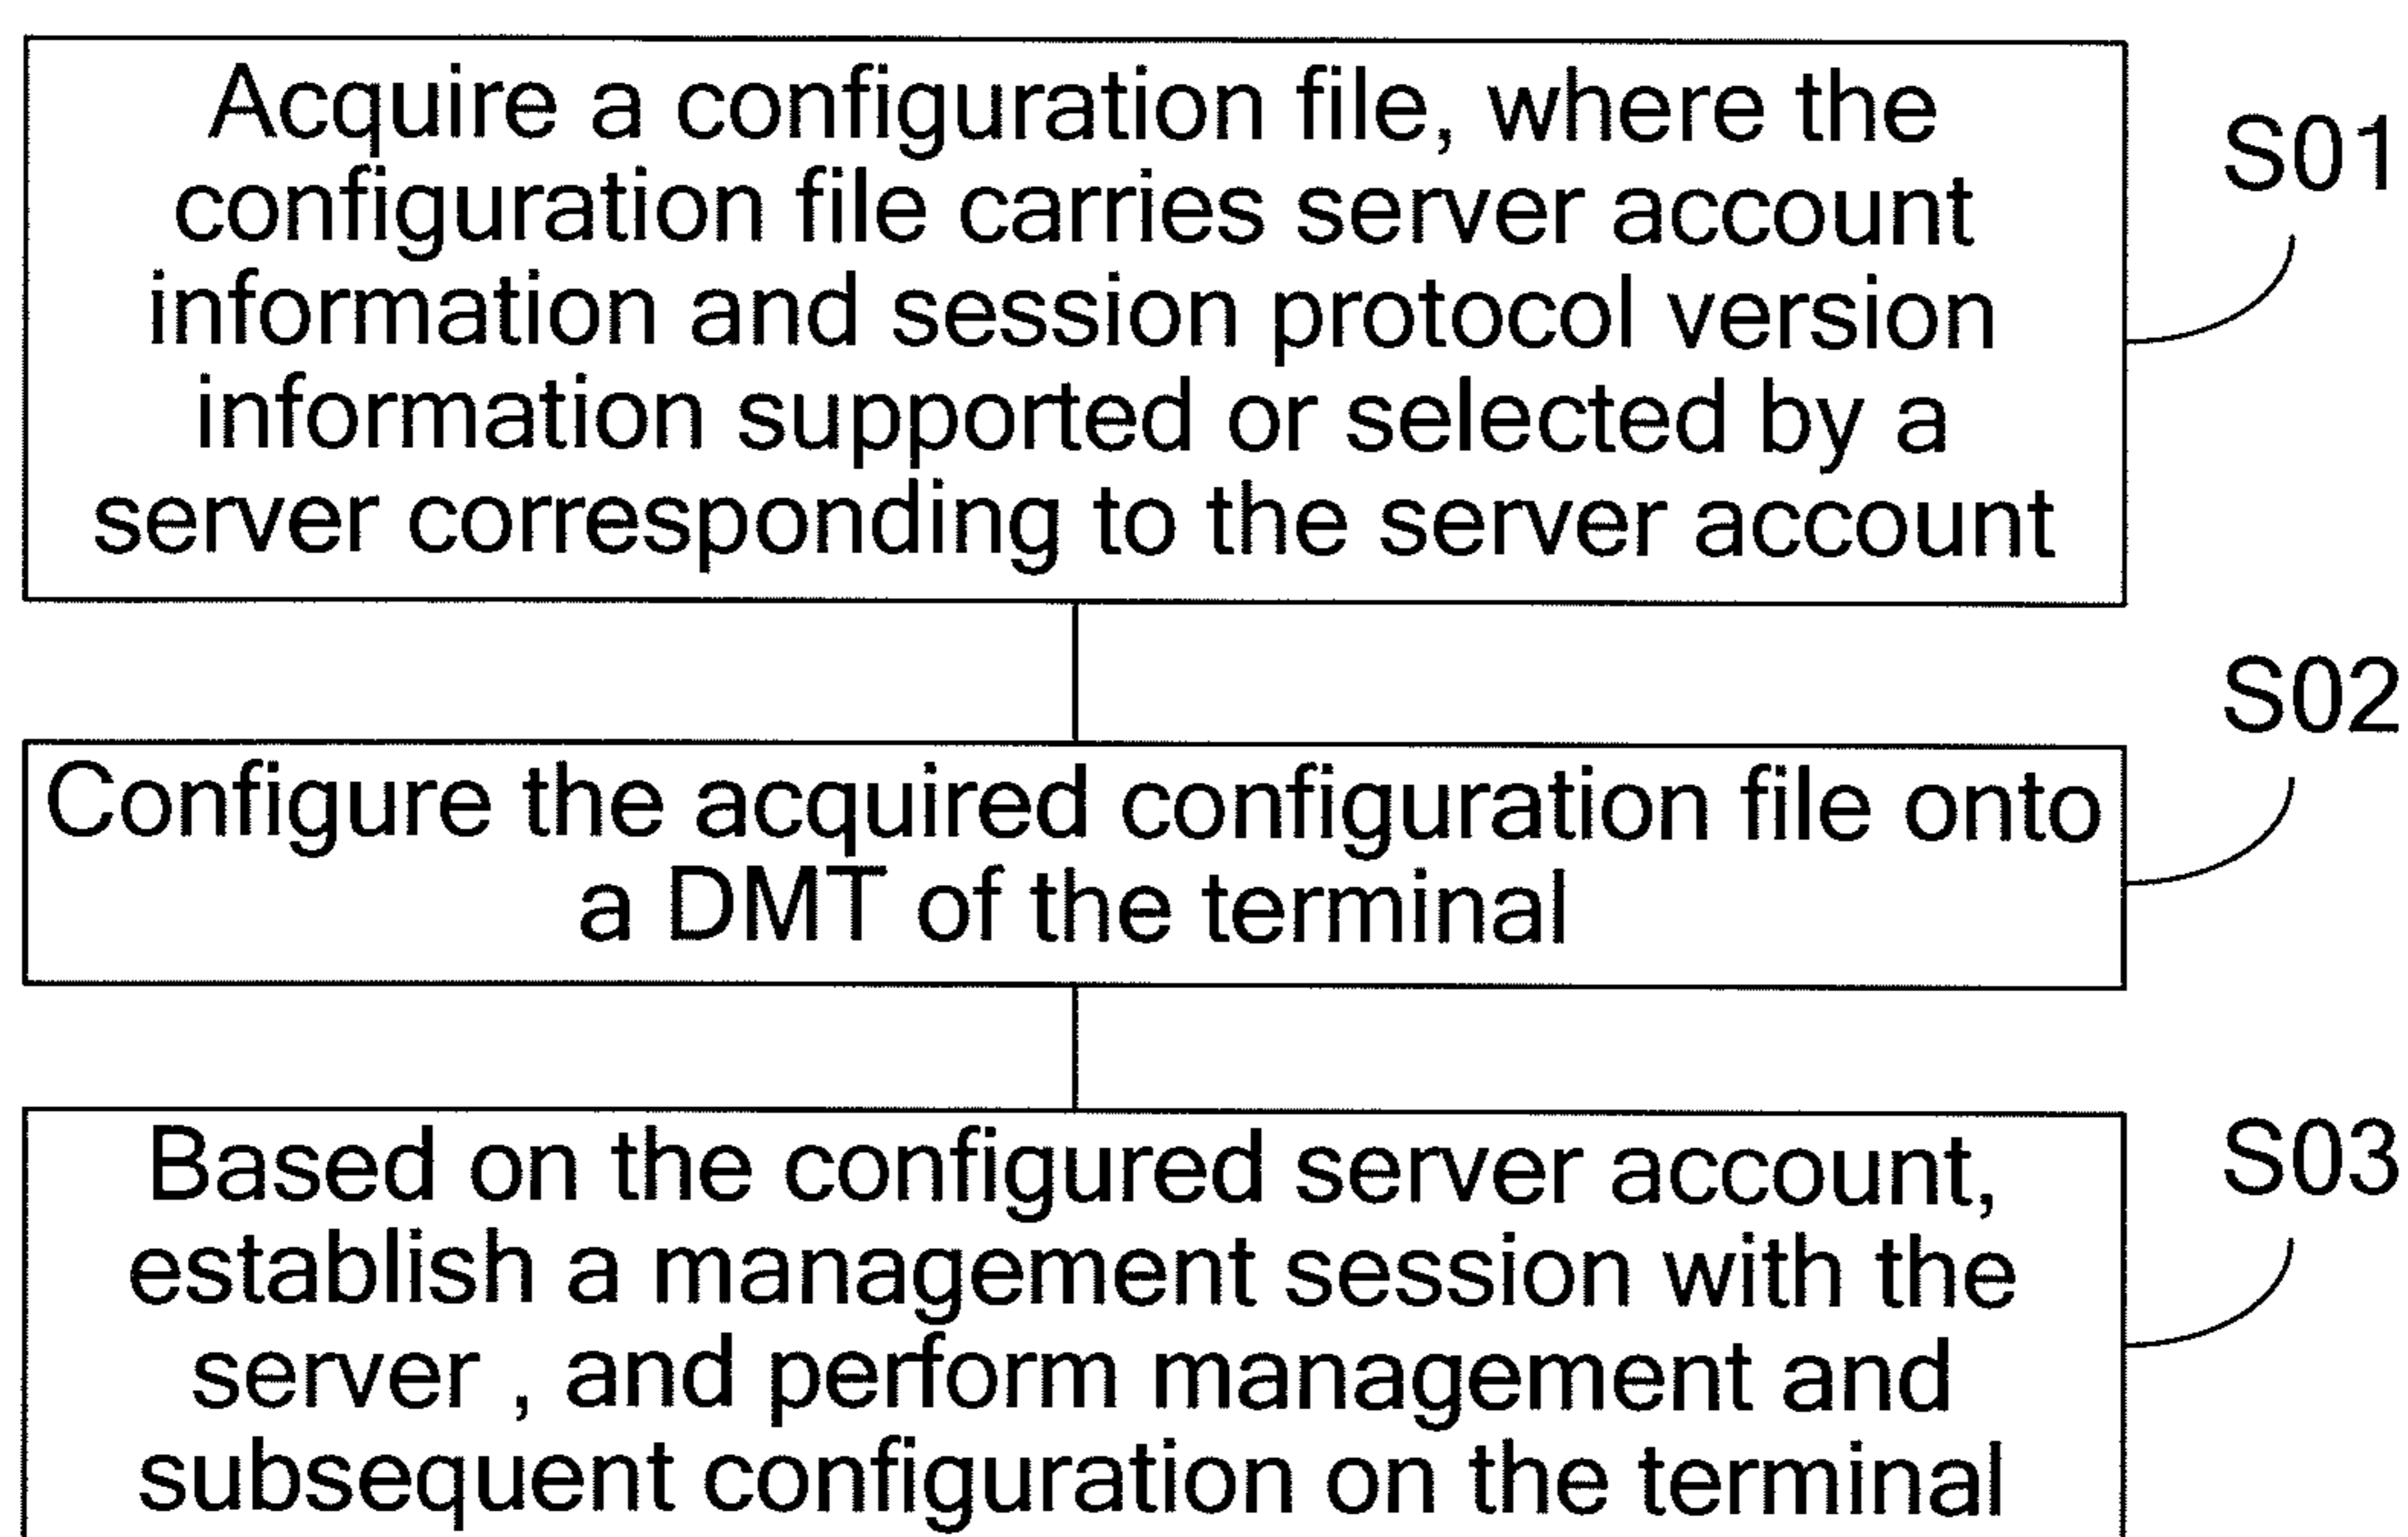 Acquire a configuration file, where the
configuration file carries server account
information and session protocol version
information supported or selected by a
server corresponding to the server account
S01
Configure the acquired configuration file onto
a DMT of the terminal
S02
Based on the configured server account,
establish a management session with the
server , and perform management and
subsequent configuration on the terminal
S03